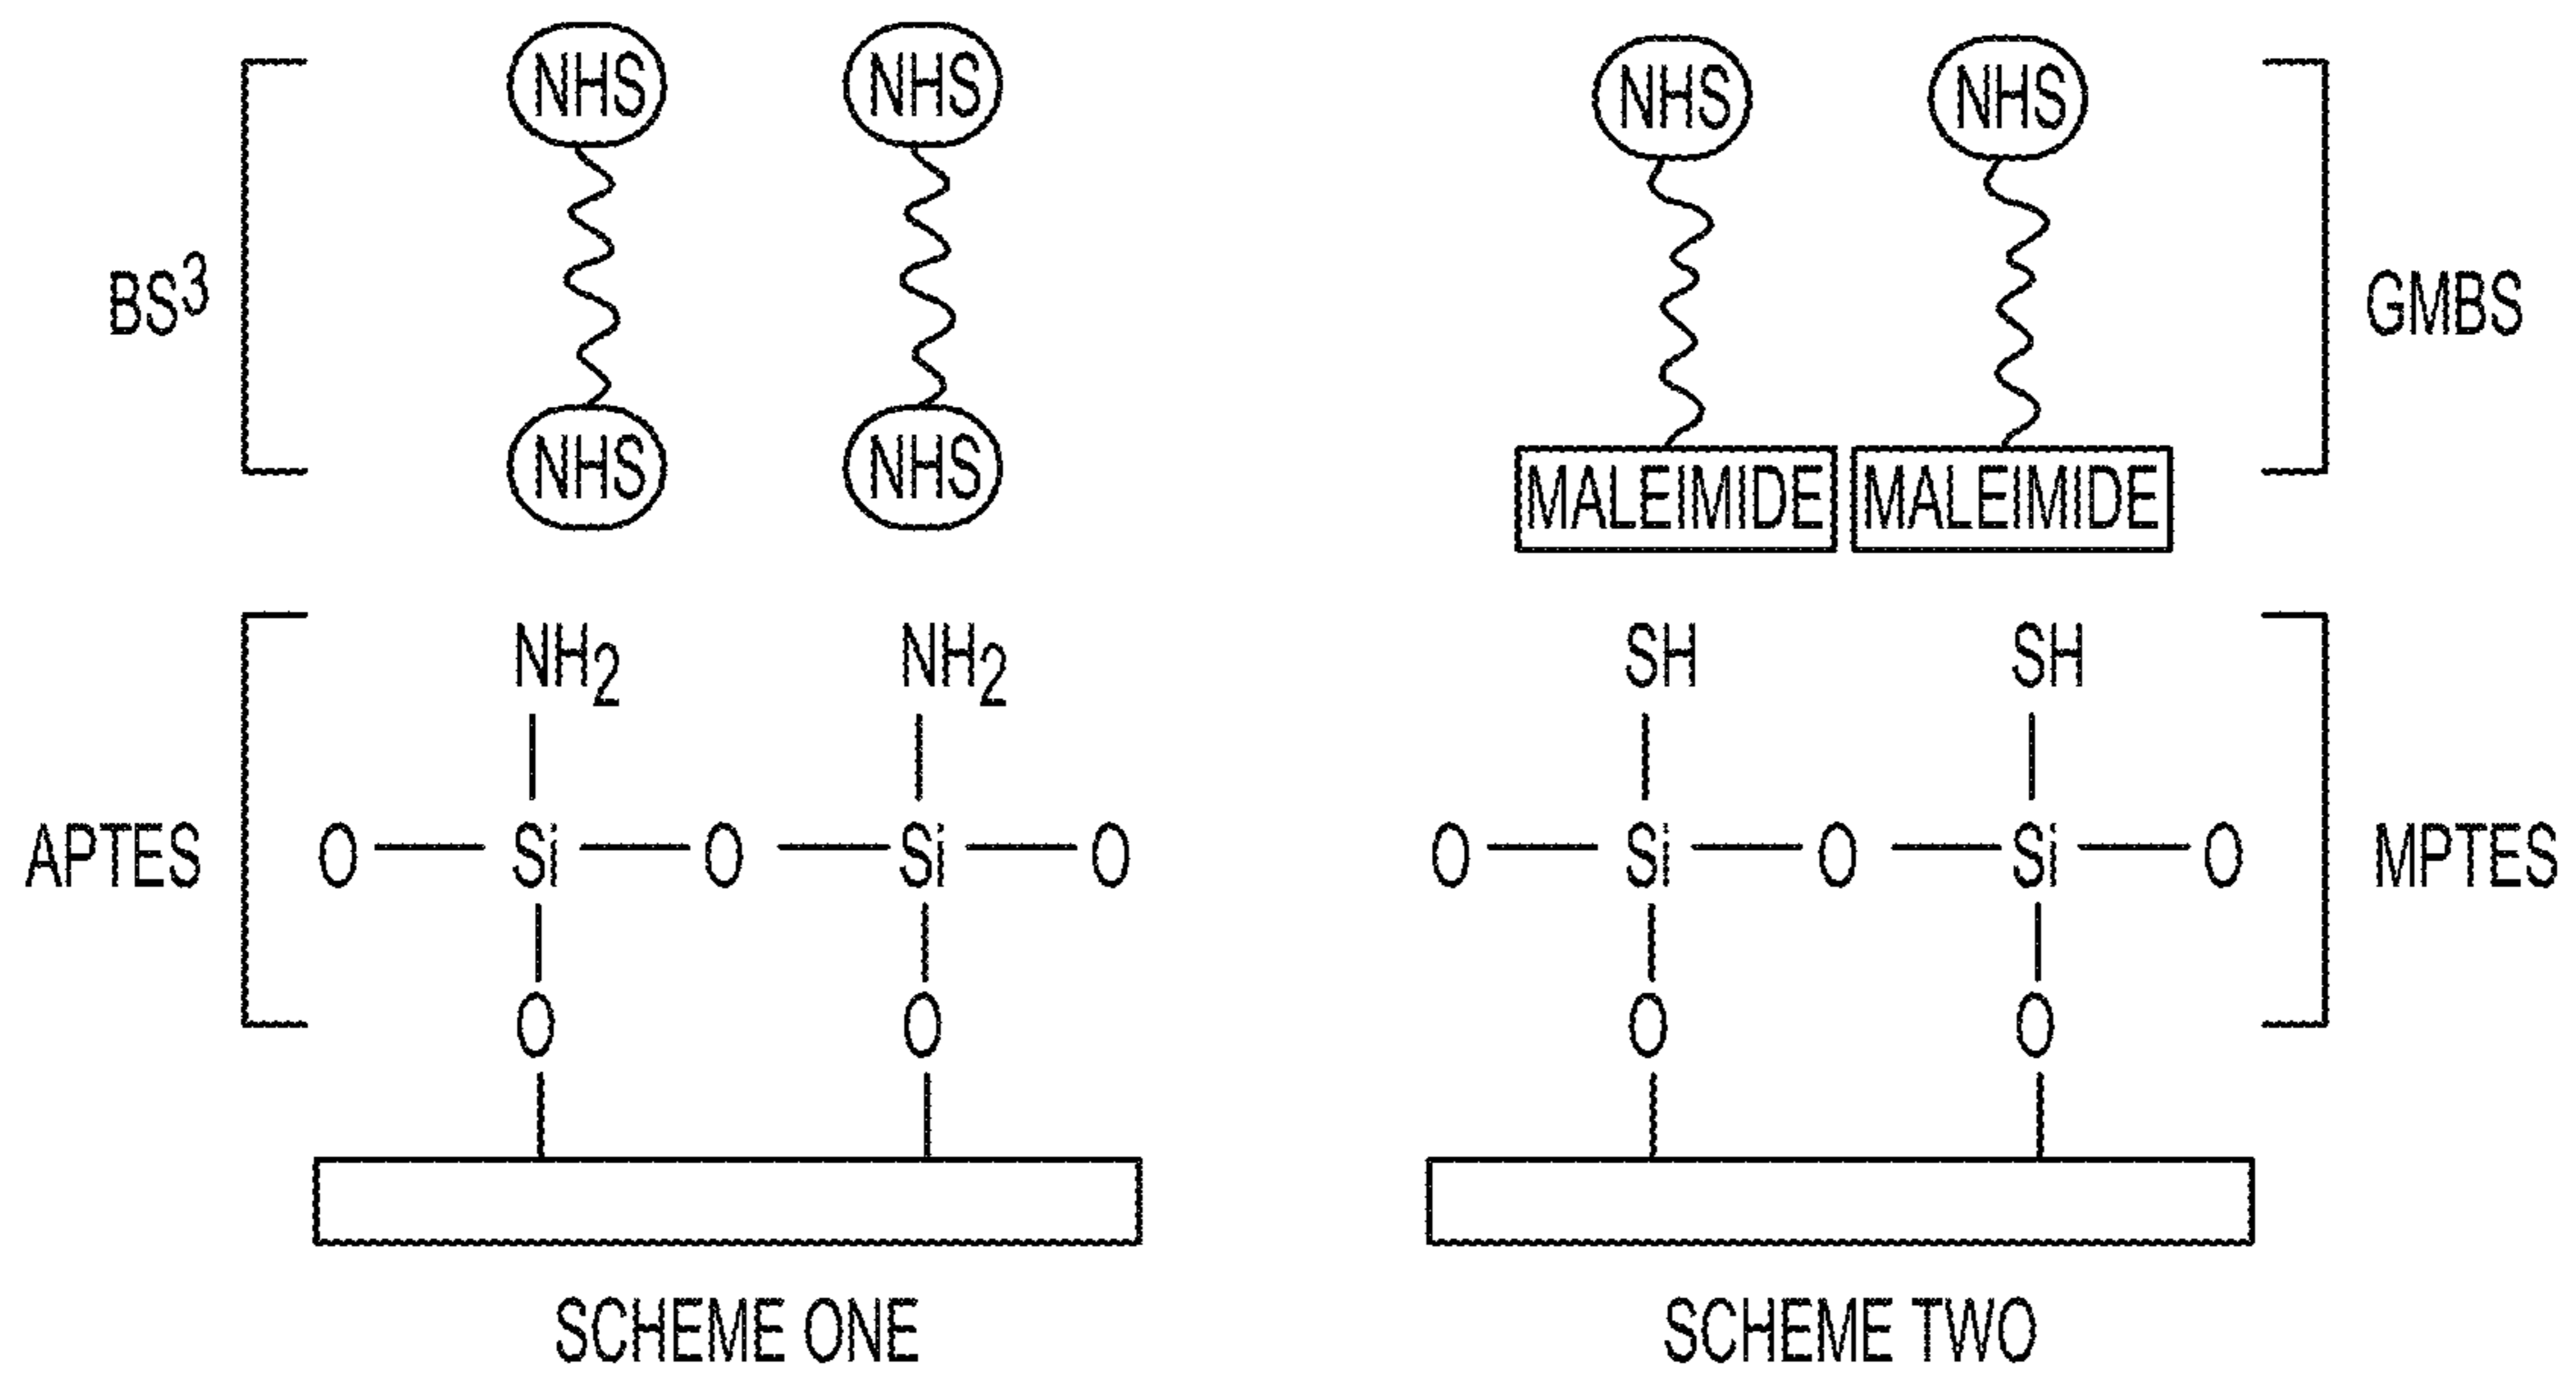 NHS NHS NHS NHS
BS³ GMBS
NHS NHS MALEIMIDE MALEIMIDE
NH₂ NH₂ SH SH
APTES O Si O Si O O Si O Si O MPTES
O O O O
SCHEME ONE SCHEME TWO